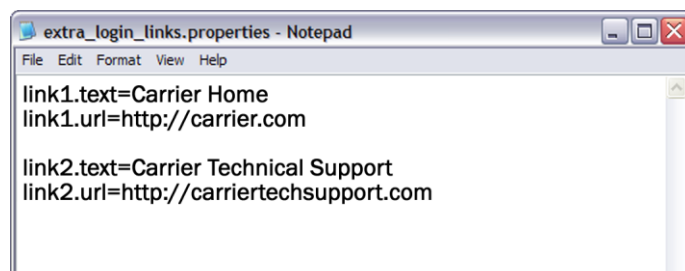 extra_login_links.properties - Notepad
File Edit Format View Help
link1.text=Carrier Home
link1.url=http://carrier.com
link2.text=Carrier Technical Support
link2.url=http://carriertechsupport.com